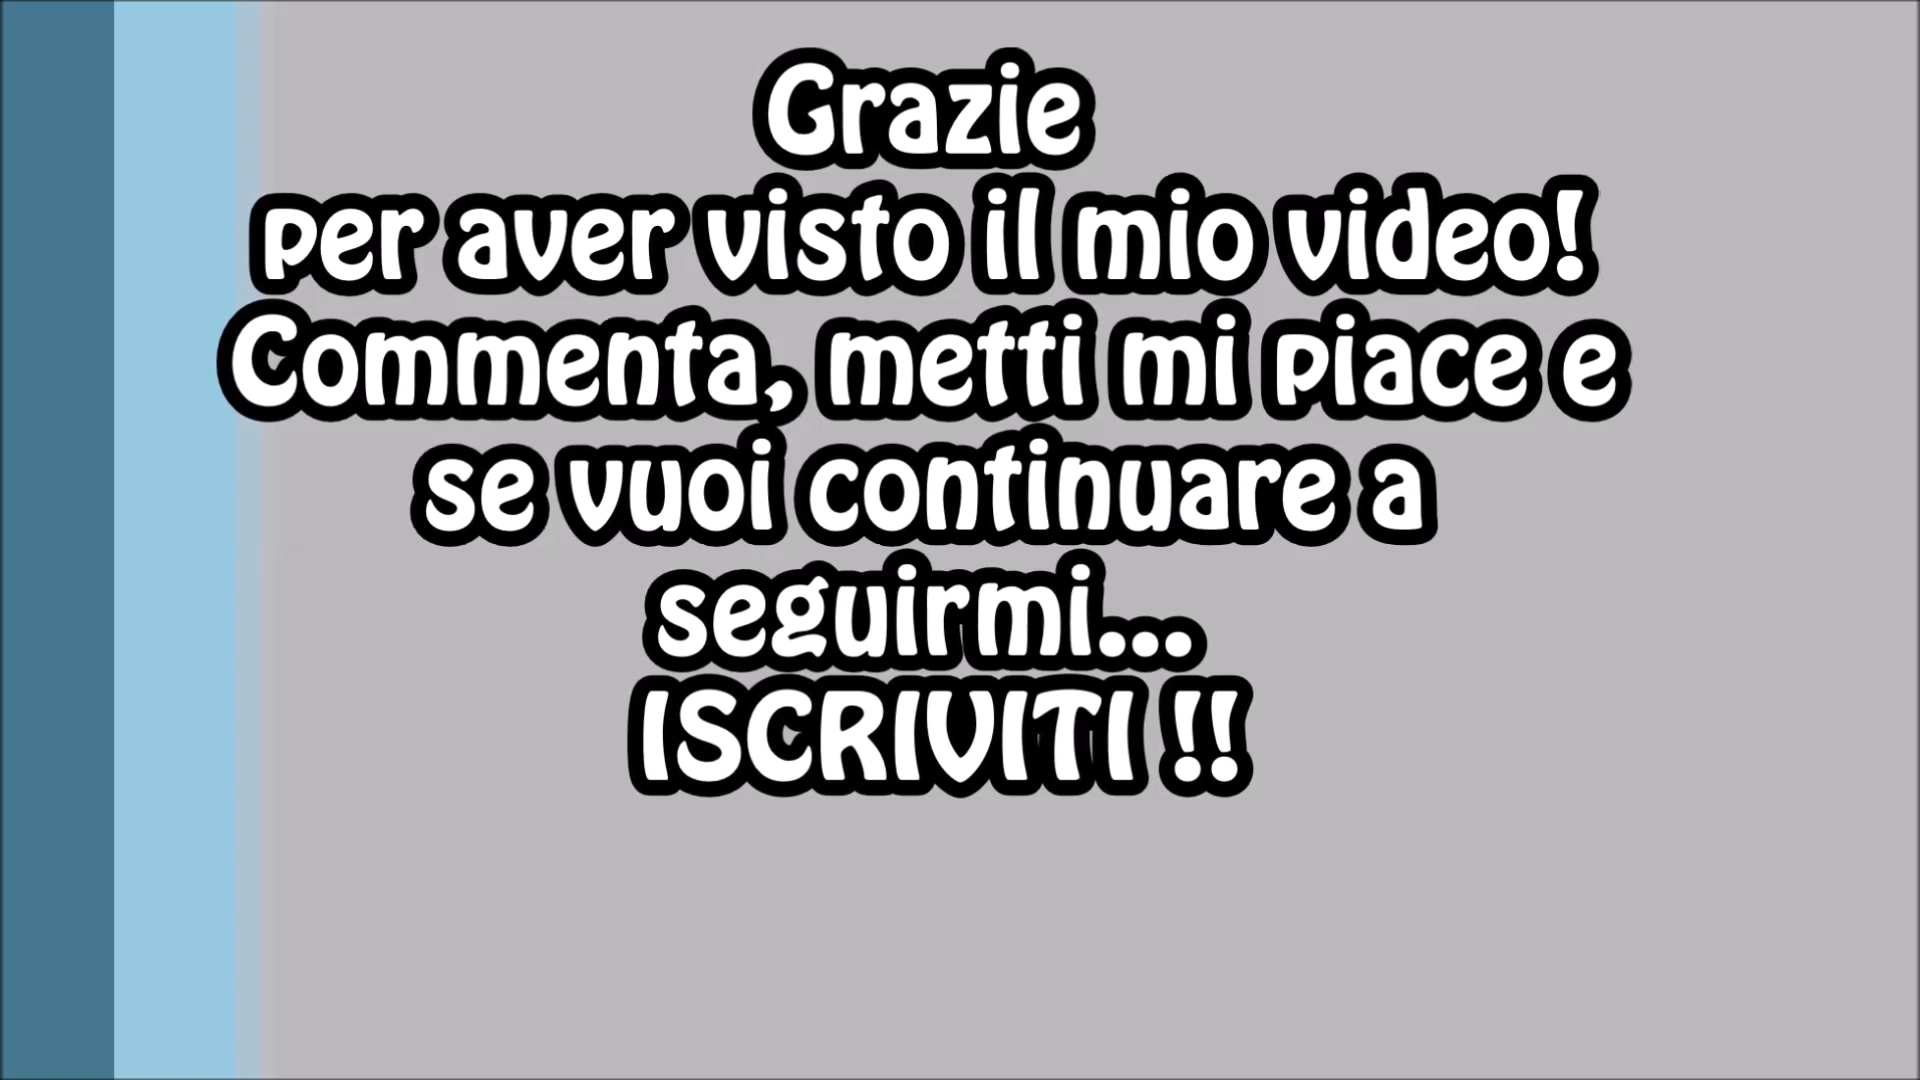 Grazie
per aver visto il mio video!
Commenta, metti mi piace e
se vuoi continuare a
seguirmi...
ISCRIVITI !!